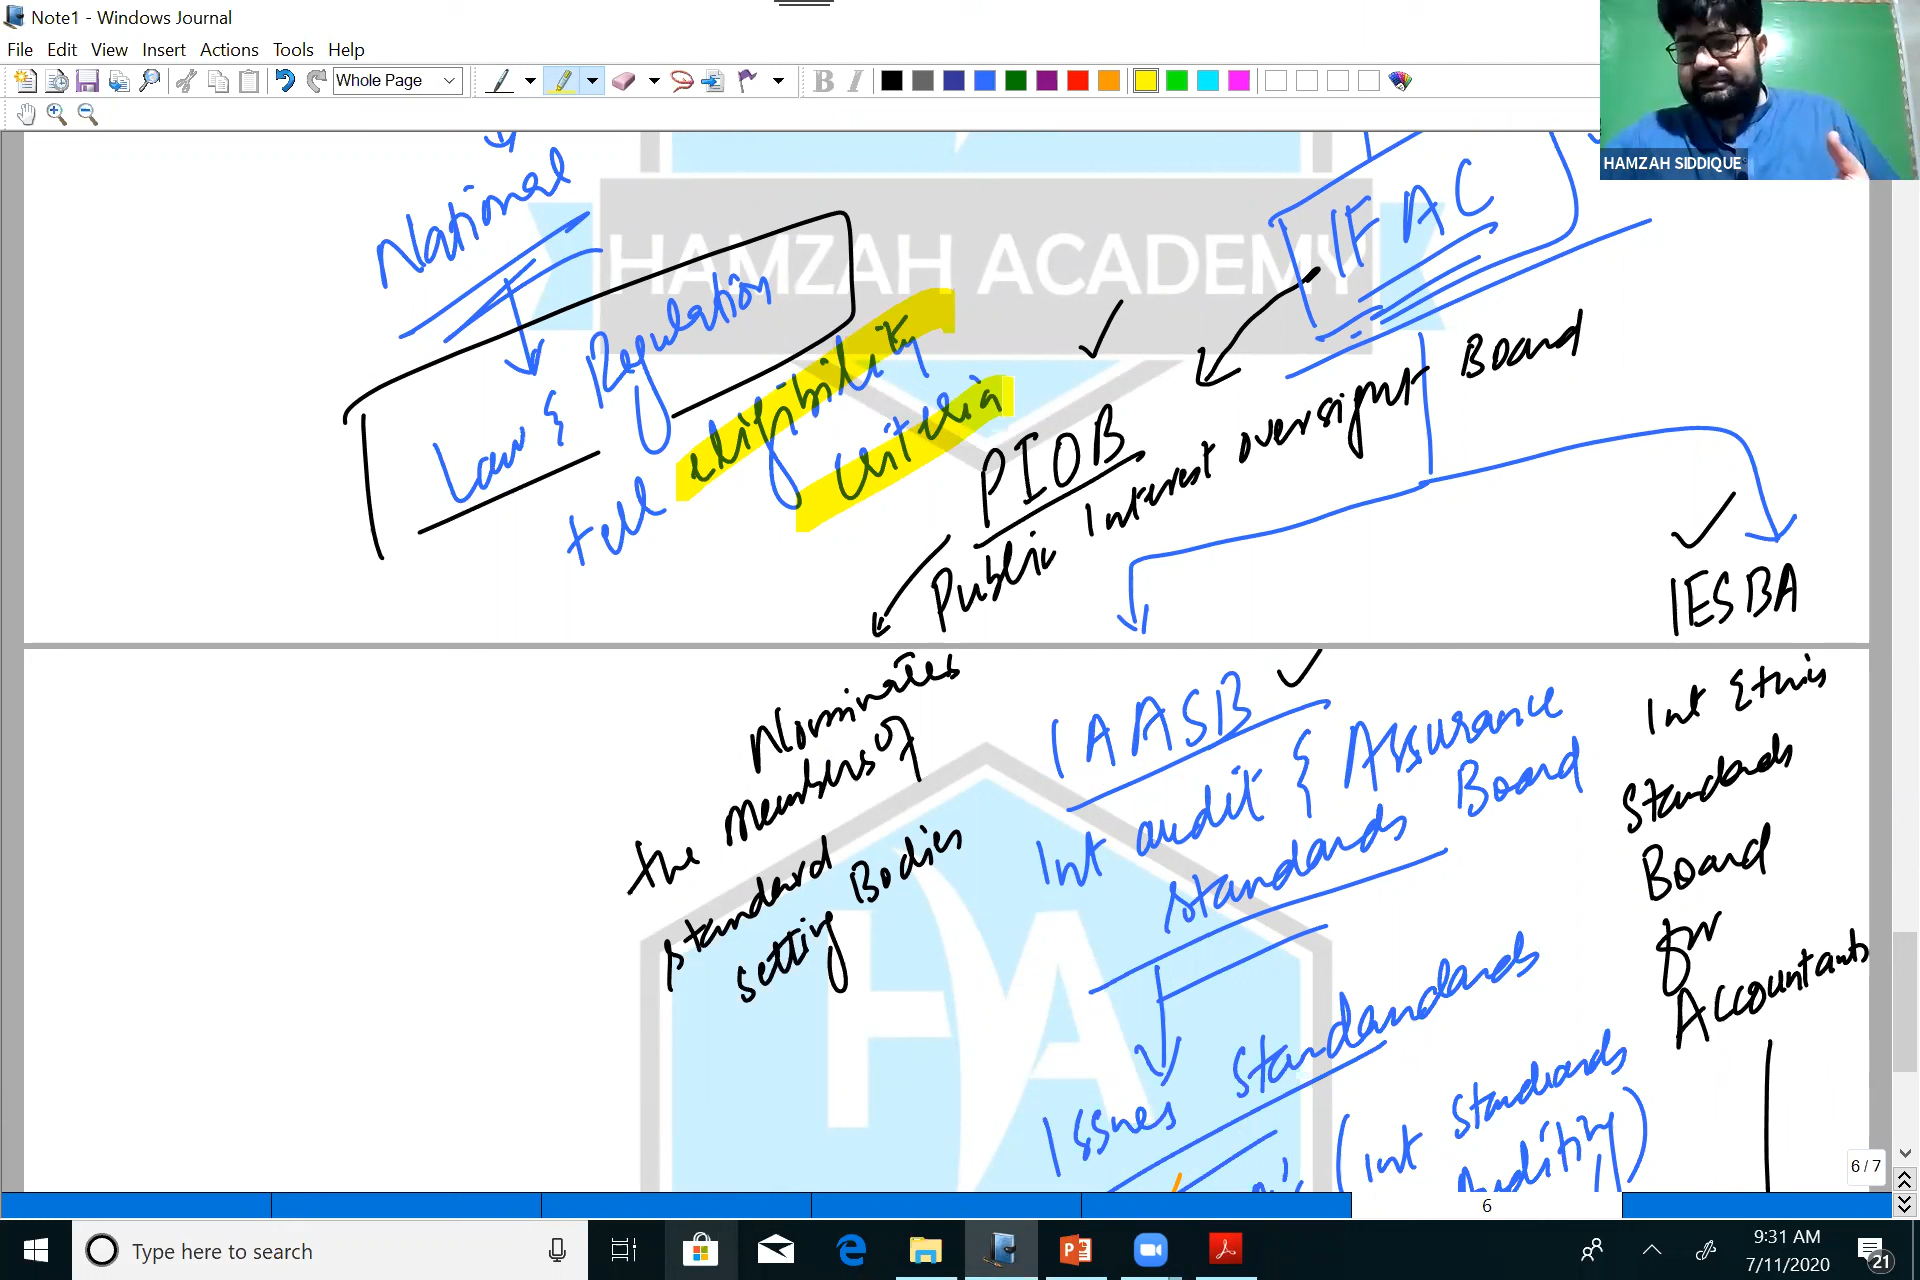 Note1 - Windows Journal
File Edit View Insert Actions Tools Help
Whole Page
B I
HAMZAH SIDDIQUE
HAMZAH ACADEMY
National
Law & Regulation
tell eligibility
criteria
IFAC
PIOB
Public Interest oversight Board
IESBA
Int Ethis
Standards
Board
for
Accountants
Nominates
the members of
standard
setting Bodies
IAASB
Int audit & Assurance
standards Board
Issues Standandards
(Int Standards
Auditing)
HA
6 / 7
6
Type here to search
9:31 AM
7/11/2020
21